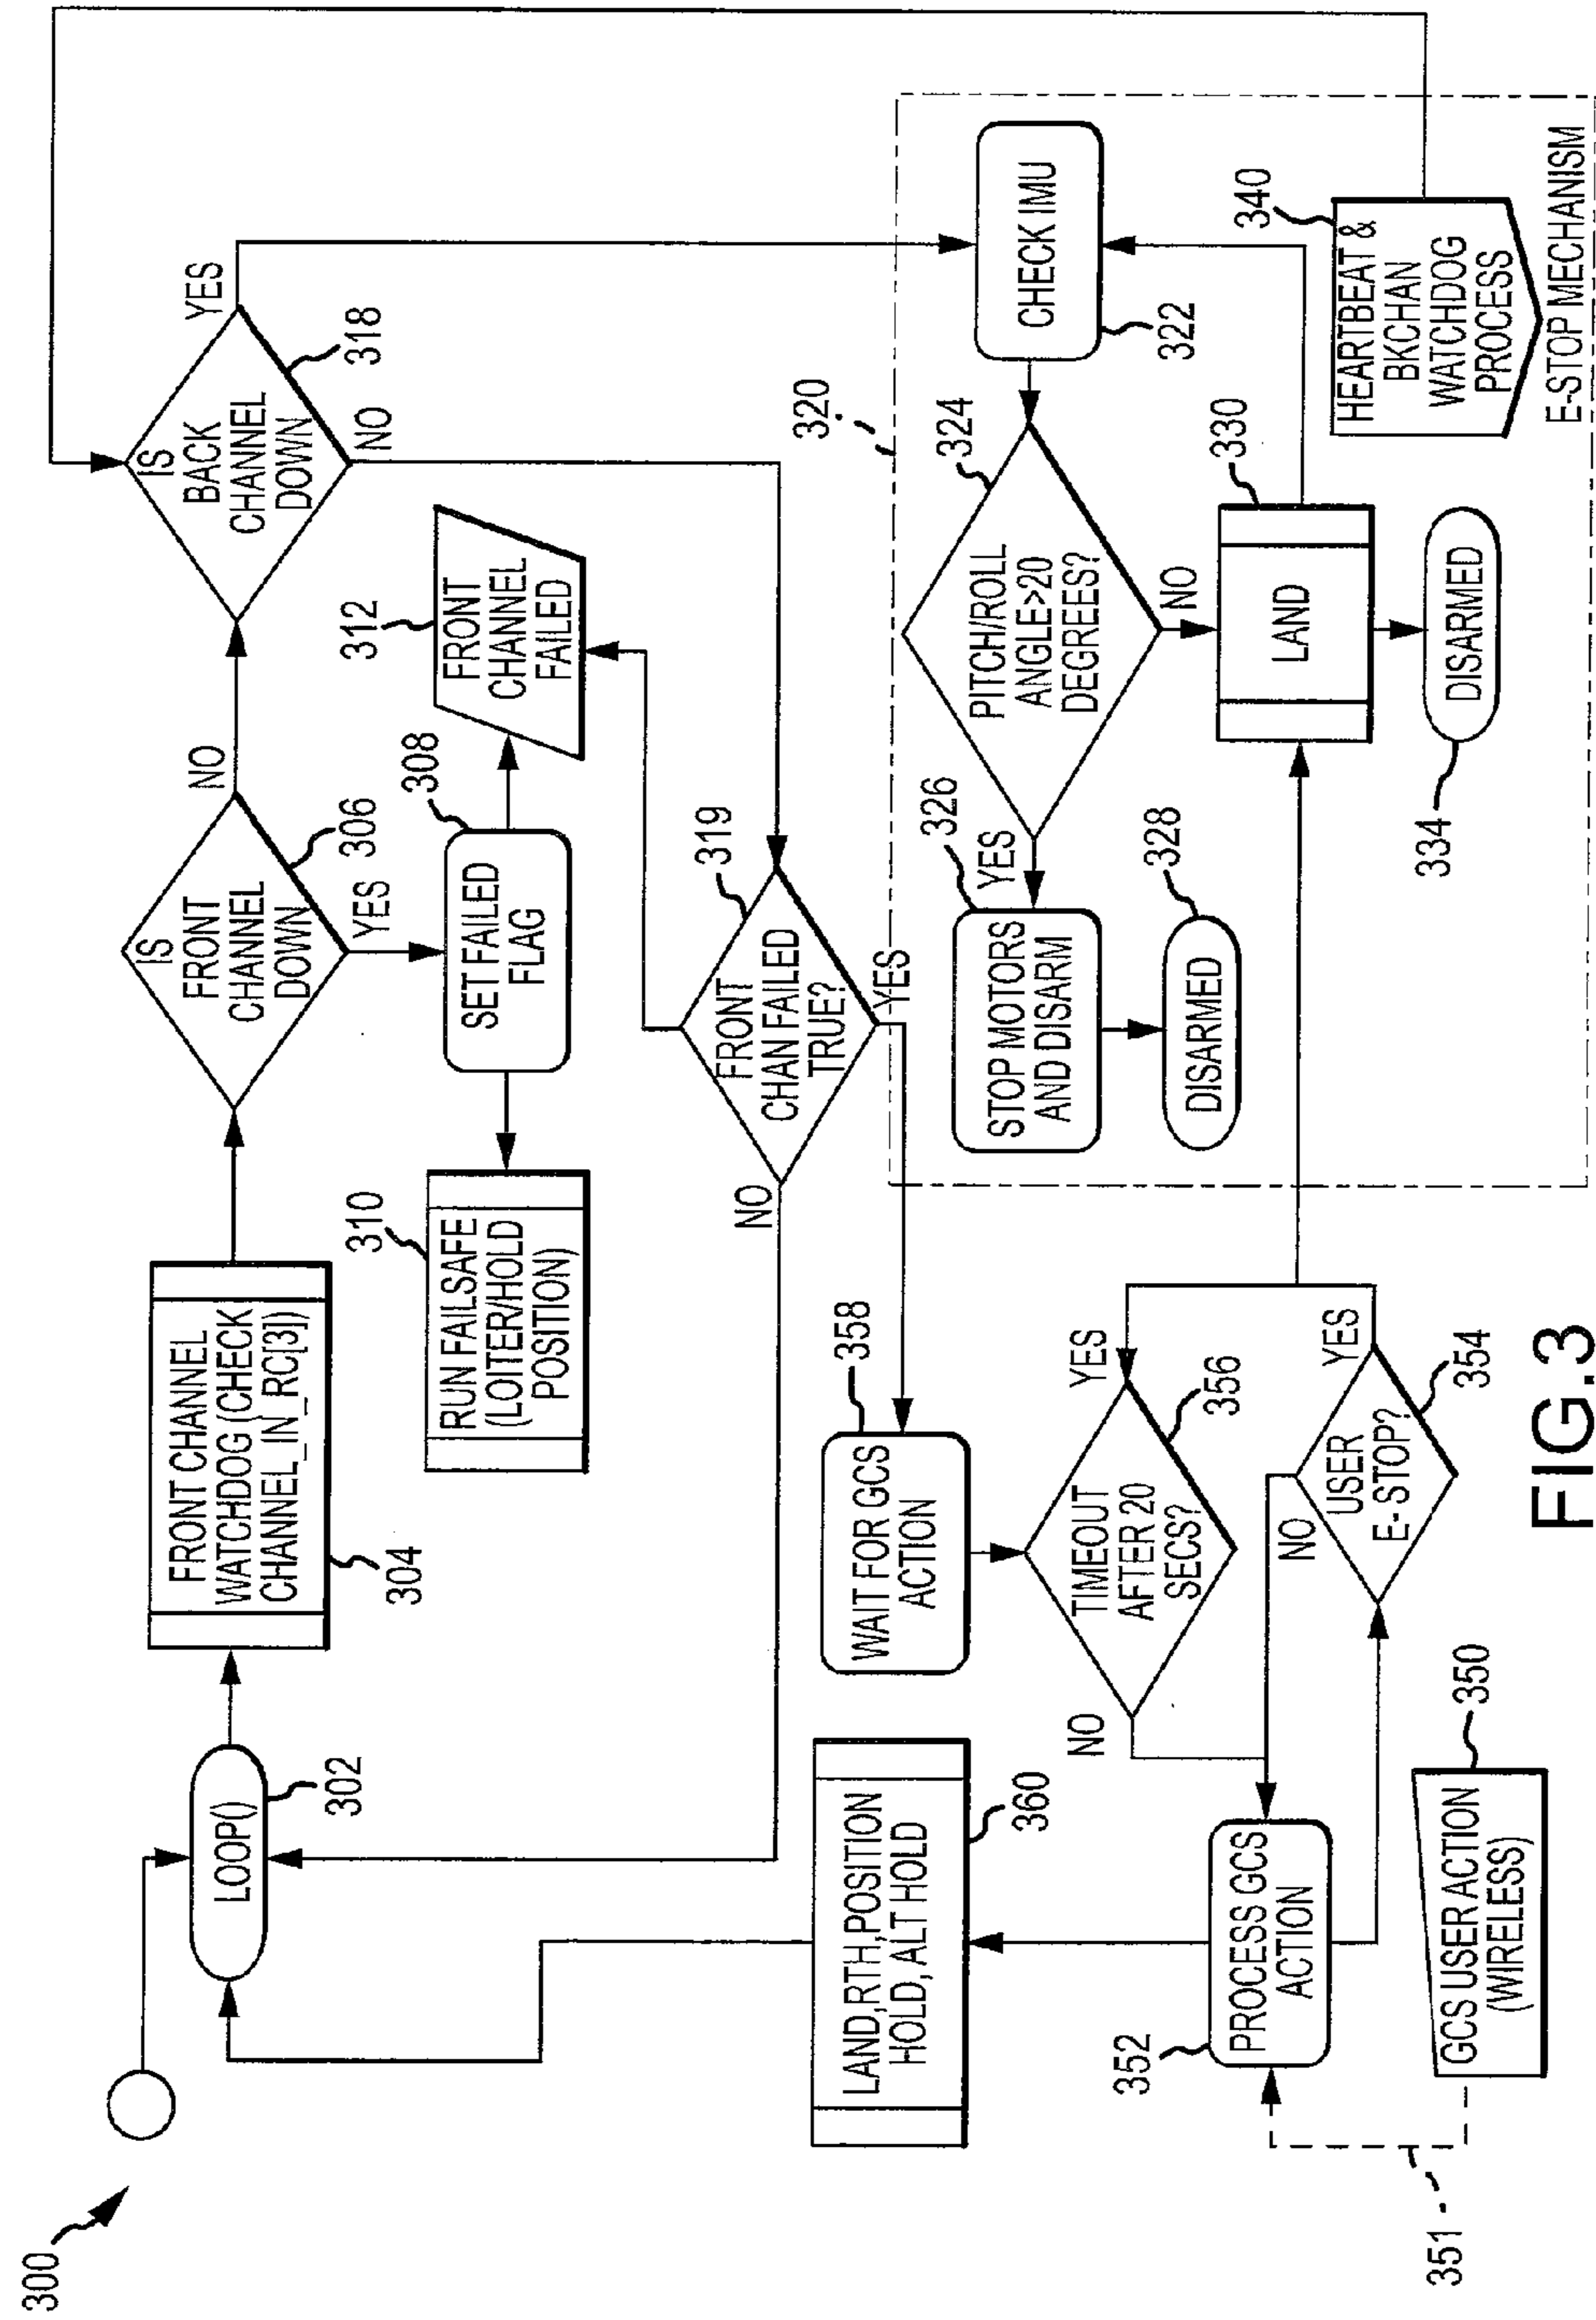 300
LOOP()
302
FRONT CHANNEL
WATCHDOG (CHECK
CHANNEL_IN_RC[3])
304
IS
FRONT
CHANNEL
DOWN
306
NO
YES
IS
BACK
CHANNEL
DOWN
318
YES
NO
SET FAILED
FLAG
308
RUN FAILSAFE
(LOITER/HOLD
POSITION)
310
FRONT
CHANNEL
FAILED
312
FRONT
CHAN FAILED
TRUE?
319
NO
YES
LAND,RTH,POSITION
HOLD, ALT HOLD
360
WAIT FOR GCS
ACTION
358
TIMEOUT
AFTER 20
SECS?
356
YES
NO
PROCESS GCS
ACTION
352
USER
E-STOP?
354
YES
NO
GCS USER ACTION
(WIRELESS)
350
351
320
CHECK IMU
322
PITCH/ROLL
ANGLE>20
DEGREES?
324
YES
NO
STOP MOTORS
AND DISARM
326
DISARMED
328
LAND
330
DISARMED
334
HEARTBEAT &
BKCHAN
WATCHDOG
PROCESS
340
E-STOP MECHANISM
FIG.3